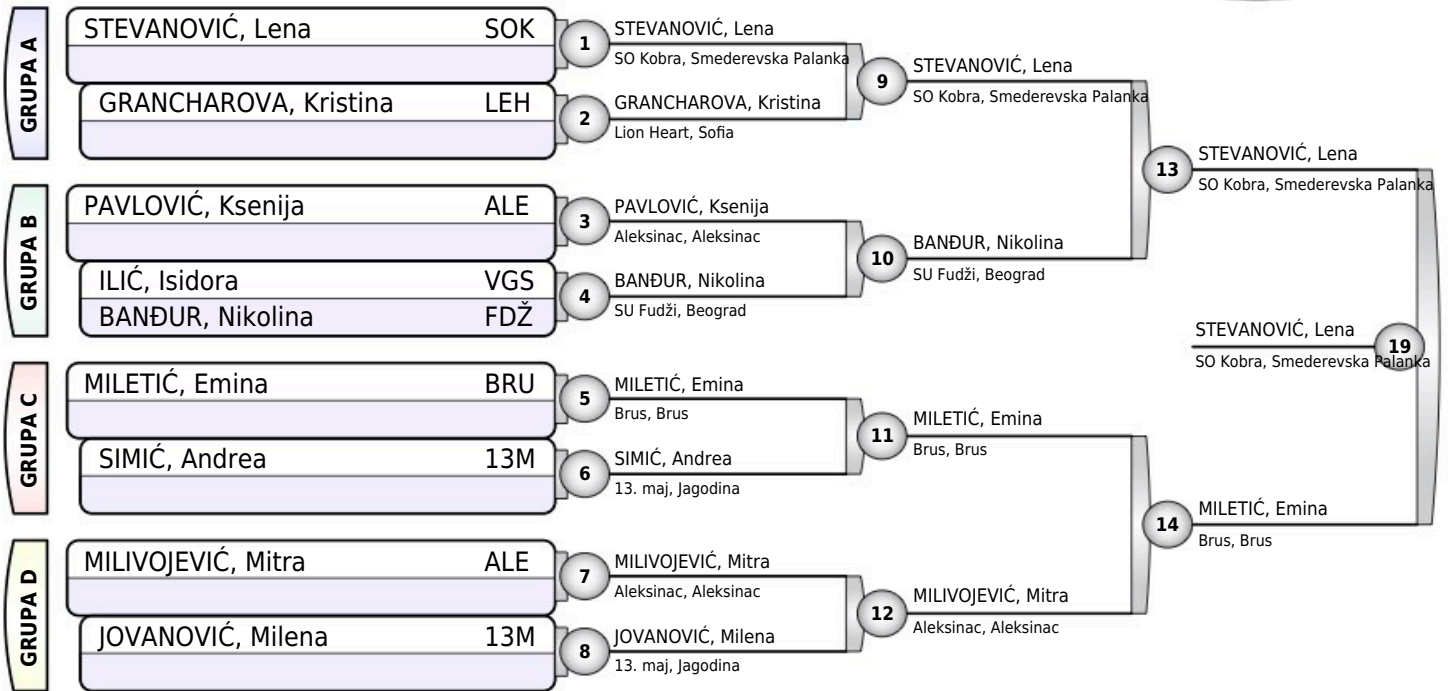 GRUPA A
STEVANOVIĆ, Lena SOK
GRANCHAROVA, Kristina LEH
GRUPA B
PAVLOVIĆ, Ksenija ALE
ILIĆ, Isidora VGS
BANĐUR, Nikolina FDŽ
GRUPA C
MILETIĆ, Emina BRU
SIMIĆ, Andrea 13M
GRUPA D
MILIVOJEVIĆ, Mitra ALE
JOVANOVIĆ, Milena 13M
1
STEVANOVIĆ, Lena
SO Kobra, Smederevska Palanka
2
GRANCHAROVA, Kristina
Lion Heart, Sofia
3
PAVLOVIĆ, Ksenija
Aleksinac, Aleksinac
4
BANĐUR, Nikolina
SU Fudži, Beograd
5
MILETIĆ, Emina
Brus, Brus
6
SIMIĆ, Andrea
13. maj, Jagodina
7
MILIVOJEVIĆ, Mitra
Aleksinac, Aleksinac
8
JOVANOVIĆ, Milena
13. maj, Jagodina
9
STEVANOVIĆ, Lena
SO Kobra, Smederevska Palanka
10
BANĐUR, Nikolina
SU Fudži, Beograd
11
MILETIĆ, Emina
Brus, Brus
12
MILIVOJEVIĆ, Mitra
Aleksinac, Aleksinac
13
STEVANOVIĆ, Lena
SO Kobra, Smederevska Palanka
14
MILETIĆ, Emina
Brus, Brus
STEVANOVIĆ, Lena
SO Kobra, Smederevska Palanka
19